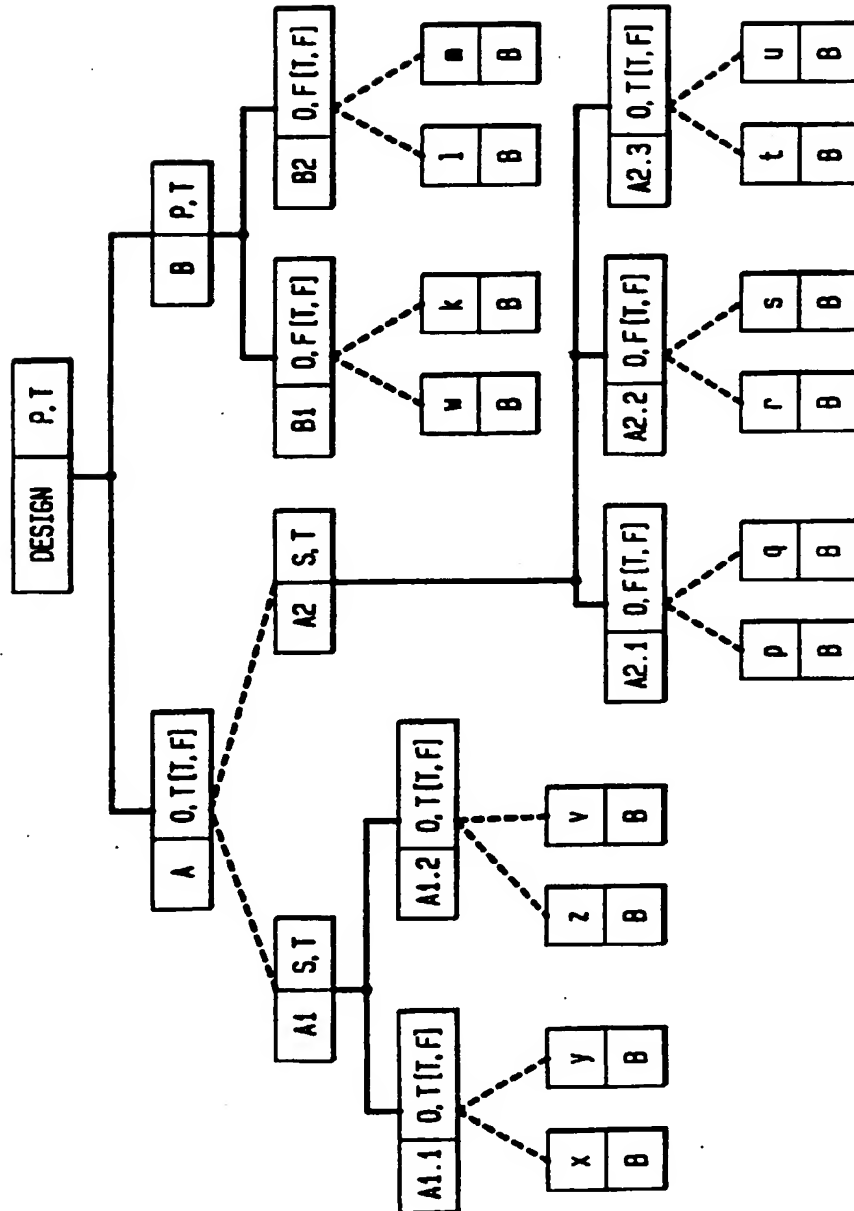 DESIGN P,T
A O,T[T,F]
B P,T
A1 S,T
A2 S,T
B1 O,F[T,F]
B2 O,F[T,F]
A1.1 O,T[T,F]
A1.2 O,T[T,F]
w k l m
B B B B
x y z v
B B B B
A2.1 O,F[T,F]
A2.2 O,F[T,F]
A2.3 O,T[T,F]
p q r s t u
B B B B B B